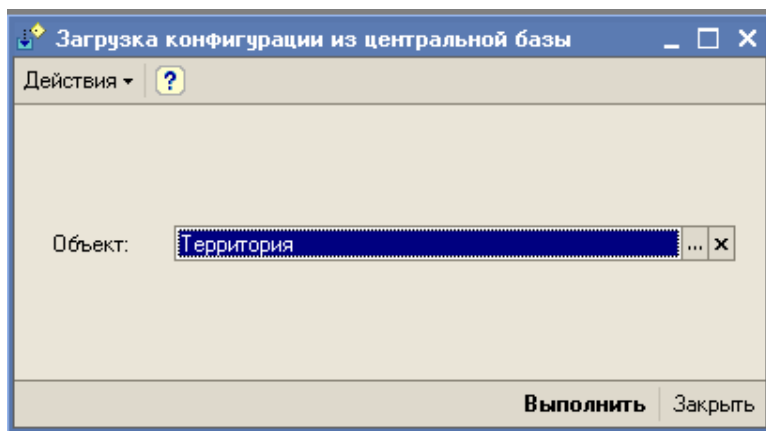 Загрузка конфигурации из центральной базы
Действия ?
Объект: Территория ... x
Выполнить Закрыть